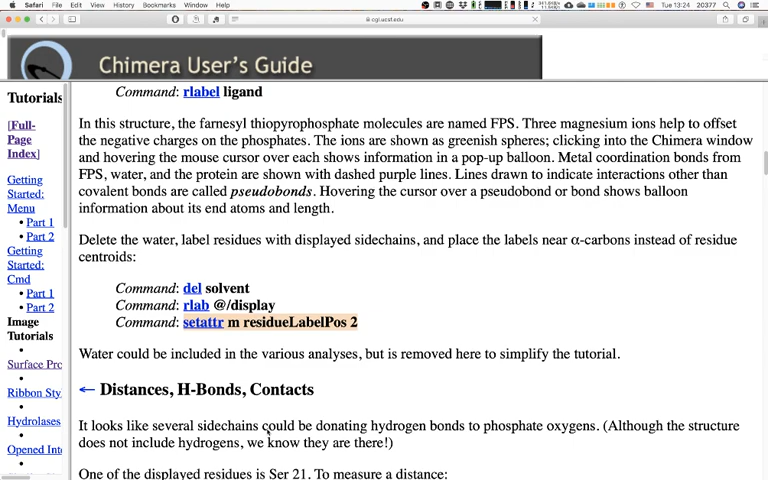 Safari File Edit View History Bookmarks Window Help
Tue 13:24 20377
cgl.ucsf.edu
Chimera User's Guide
Tutorials
[Full-
Page
Index]
Getting
Started:
Menu
• Part 1
• Part 2
Getting
Started:
Cmd
• Part 1
• Part 2
Image
Tutorials
•
Surface Pro
•
Ribbon Sty
•
Hydrolases
•
Opened Inte
•
Command: rlabel ligand
In this structure, the farnesyl thiopyrophosphate molecules are named FPS. Three magnesium ions help to offset
the negative charges on the phosphates. The ions are shown as greenish spheres; clicking into the Chimera window
and hovering the mouse cursor over each shows information in a pop-up balloon. Metal coordination bonds from
FPS, water, and the protein are shown with dashed purple lines. Lines drawn to indicate interactions other than
covalent bonds are called pseudobonds. Hovering the cursor over a pseudobond or bond shows balloon
information about its end atoms and length.
Delete the water, label residues with displayed sidechains, and place the labels near α-carbons instead of residue
centroids:
Command: del solvent
Command: rlab @/display
Command: setattr m residueLabelPos 2
Water could be included in the various analyses, but is removed here to simplify the tutorial.
← Distances, H-Bonds, Contacts
It looks like several sidechains could be donating hydrogen bonds to phosphate oxygens. (Although the structure
does not include hydrogens, we know they are there!)
One of the displayed residues is Ser 21. To measure a distance: